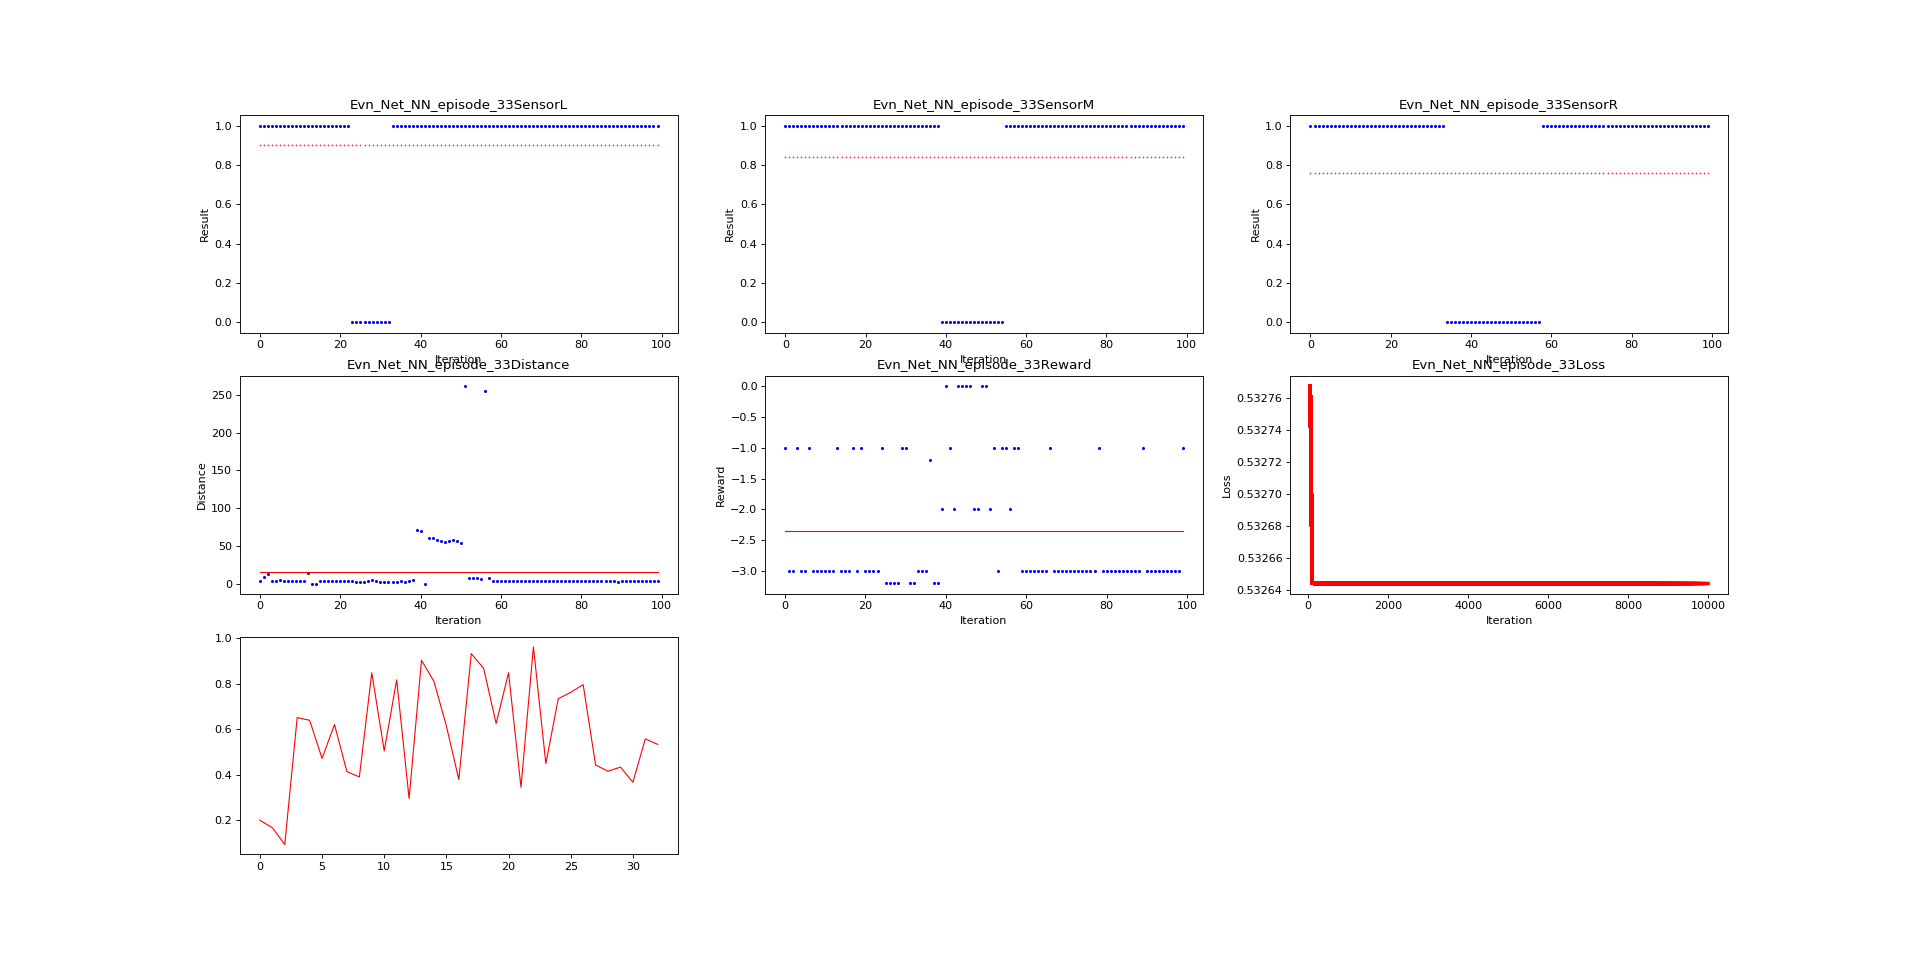 Evn_Net_NN_episode_33SensorL
Result
1.0
0.8
0.6
0.4
0.2
0.0
0 20 40 60 80 100
Iteration
Evn_Net_NN_episode_33SensorM
Result
1.0
0.8
0.6
0.4
0.2
0.0
0 20 40 60 80 100
Iteration
Evn_Net_NN_episode_33SensorR
Result
1.0
0.8
0.6
0.4
0.2
0.0
0 20 40 60 80 100
Iteration
Evn_Net_NN_episode_33Distance
Distance
250
200
150
100
50
0
0 20 40 60 80 100
Iteration
Evn_Net_NN_episode_33Reward
Reward
0.0
−0.5
−1.0
−1.5
−2.0
−2.5
−3.0
0 20 40 60 80 100
Iteration
Evn_Net_NN_episode_33Loss
Loss
0.53276
0.53274
0.53272
0.53270
0.53268
0.53266
0.53264
0 2000 4000 6000 8000 10000
Iteration
1.0
0.8
0.6
0.4
0.2
0 5 10 15 20 25 30